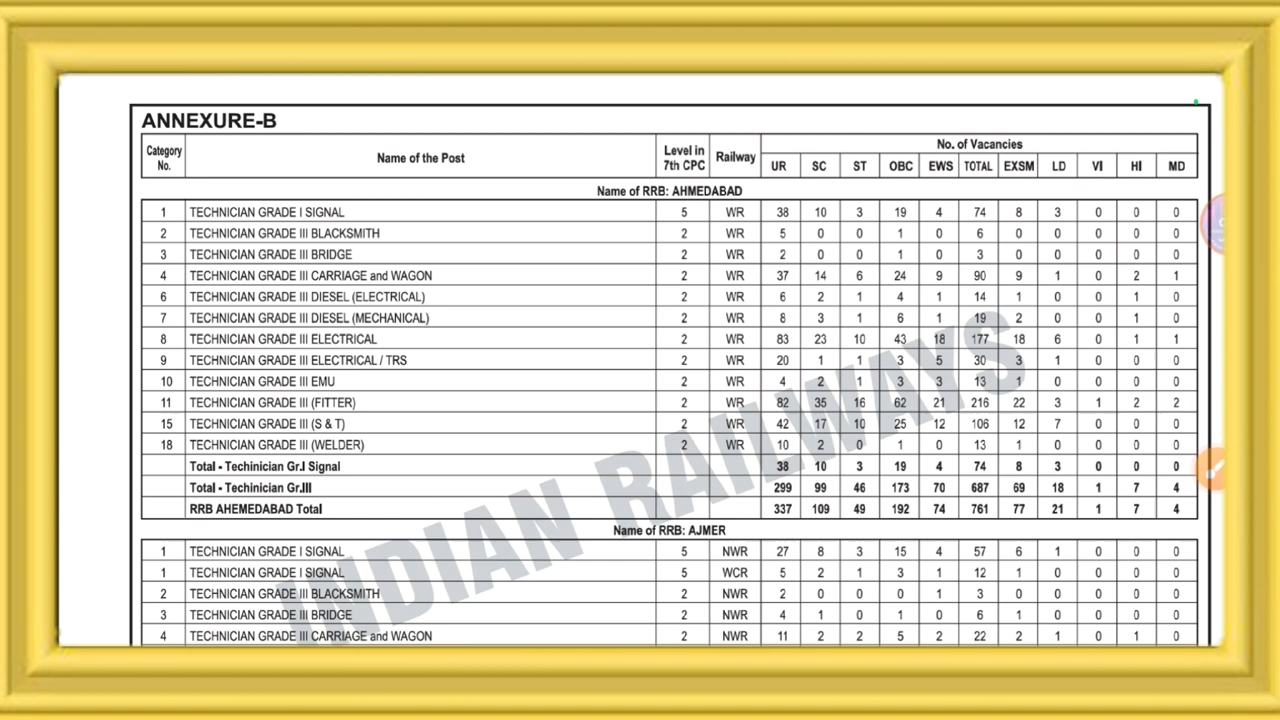 ANNEXURE-B
Category No. Name of the Post Level in 7th CPC Railway No. of Vacancies
UR SC ST OBC EWS TOTAL EXSM LD VI HI MD
Name of RRB: AHMEDABAD
1 TECHNICIAN GRADE I SIGNAL 5 WR 38 10 3 19 4 74 8 3 0 0 0
2 TECHNICIAN GRADE III BLACKSMITH 2 WR 5 0 0 1 0 6 0 0 0 0 0
3 TECHNICIAN GRADE III BRIDGE 2 WR 2 0 0 1 0 3 0 0 0 0 0
4 TECHNICIAN GRADE III CARRIAGE and WAGON 2 WR 37 14 6 24 9 90 9 1 0 2 1
6 TECHNICIAN GRADE III DIESEL (ELECTRICAL) 2 WR 6 2 1 4 1 14 1 0 0 1 0
7 TECHNICIAN GRADE III DIESEL (MECHANICAL) 2 WR 8 3 1 6 1 19 2 0 0 1 0
8 TECHNICIAN GRADE III ELECTRICAL 2 WR 83 23 10 43 18 177 18 6 0 1 1
9 TECHNICIAN GRADE III ELECTRICAL / TRS 2 WR 20 1 1 3 5 30 3 1 0 0 0
10 TECHNICIAN GRADE III EMU 2 WR 4 2 1 3 3 13 1 0 0 0 0
11 TECHNICIAN GRADE III (FITTER) 2 WR 82 35 16 62 21 216 22 3 1 2 2
15 TECHNICIAN GRADE III (S & T) 2 WR 42 17 10 25 12 106 12 7 0 0 0
18 TECHNICIAN GRADE III (WELDER) 2 WR 10 2 0 1 0 13 1 0 0 0 0
Total - Techinician Gr.I Signal 38 10 3 19 4 74 8 3 0 0 0
Total - Techinician Gr.III 299 99 46 173 70 687 69 18 1 7 4
RRB AHEMEDABAD Total 337 109 49 192 74 761 77 21 1 7 4
Name of RRB: AJMER
1 TECHNICIAN GRADE I SIGNAL 5 NWR 27 8 3 15 4 57 6 1 0 0 0
1 TECHNICIAN GRADE I SIGNAL 5 WCR 5 2 1 3 1 12 1 0 0 0 0
2 TECHNICIAN GRADE III BLACKSMITH 2 NWR 2 0 0 0 1 3 0 0 0 0 0
3 TECHNICIAN GRADE III BRIDGE 2 NWR 4 1 0 1 0 6 1 0 0 0 0
4 TECHNICIAN GRADE III CARRIAGE and WAGON 2 NWR 11 2 2 5 2 22 2 1 0 1 0
INDIAN RAILWAYS